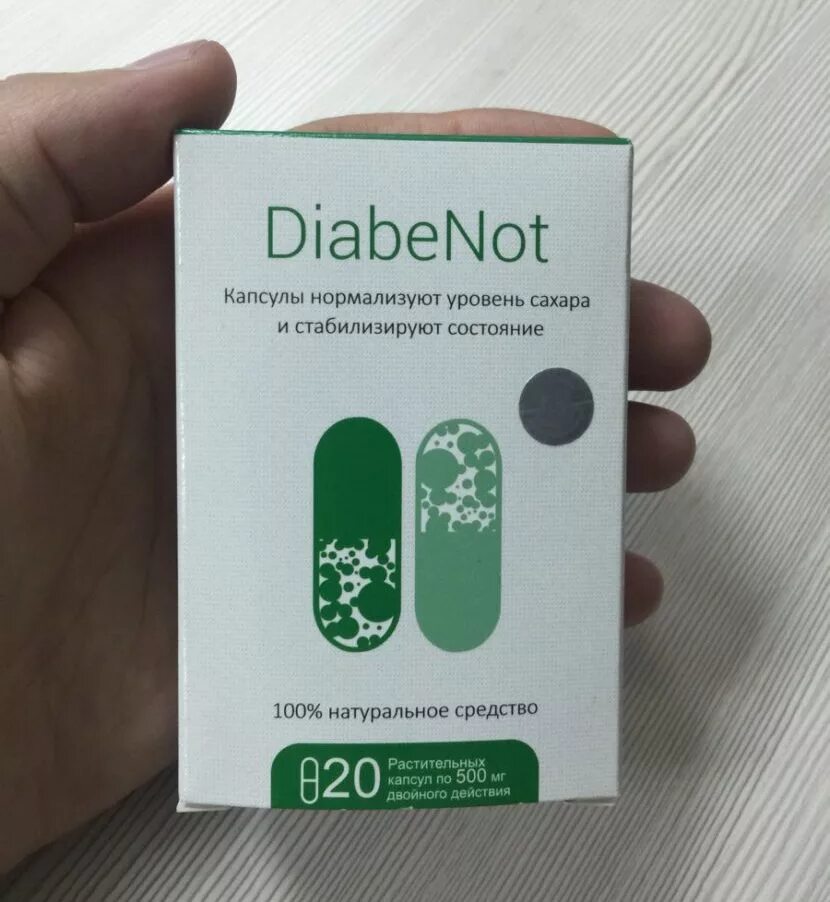 DiabeNot
Капсулы нормализуют уровень сахара
и стабилизируют состояние
100% натуральное средство
20
Растительных
капсул по 500 мг
двойного действия